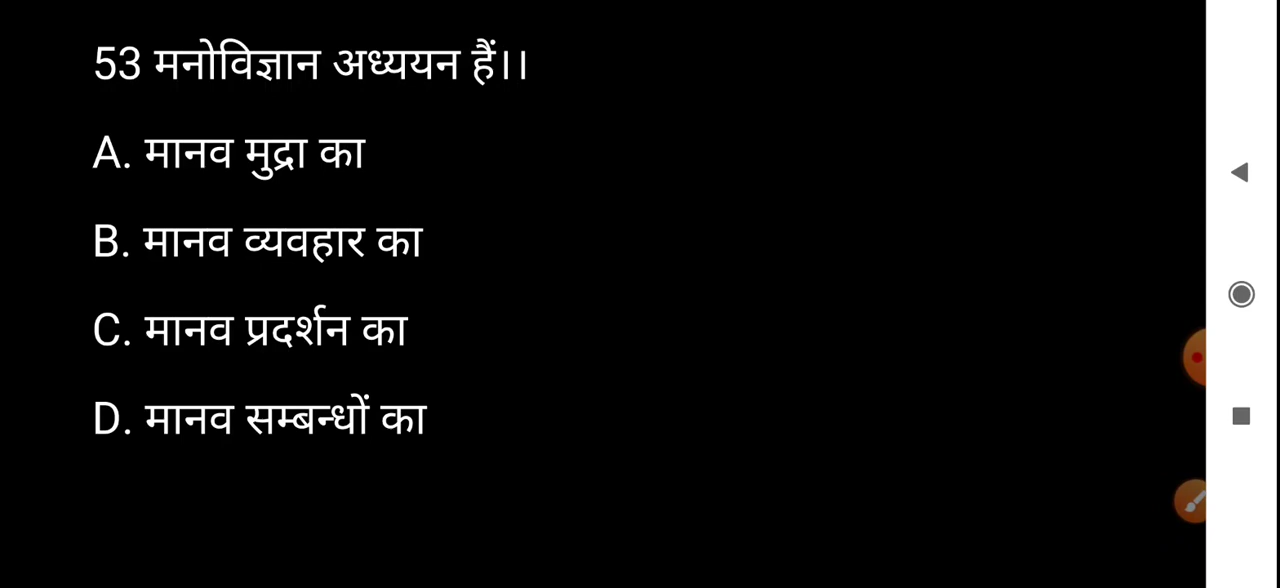 53 मनोविज्ञान अध्ययन हैं।।
A. मानव मुद्रा का
B. मानव व्यवहार का
C. मानव प्रदर्शन का
D. मानव सम्बन्धों का